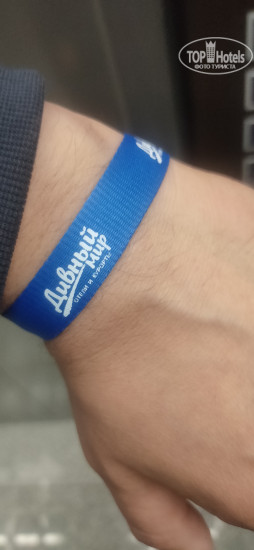 TOP Hotels
ФОТО ТУРИСТА
Дивный
мир
ОТЕЛИ И КУРОРТЫ